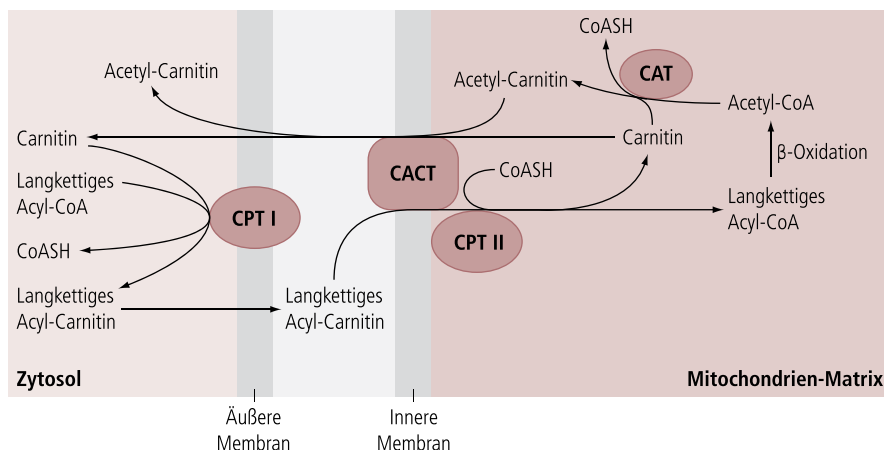 CoASH
Acetyl-Carnitin
Acetyl-Carnitin
CAT
Acetyl-CoA
Carnitin
Carnitin
β-Oxidation
Langkettiges
Acyl-CoA
CACT
CoASH
Langkettiges
Acyl-CoA
CPT I
CPT II
CoASH
Langkettiges
Acyl-Carnitin
Langkettiges
Acyl-Carnitin
Zytosol
Mitochondrien-Matrix
Äußere
Membran
Innere
Membran